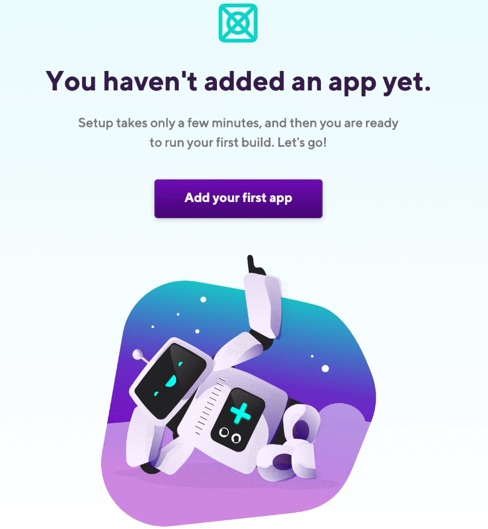 You haven't added an app yet.
Setup takes only a few minutes, and then you are ready
to run your first build. Let's go!
Add your first app